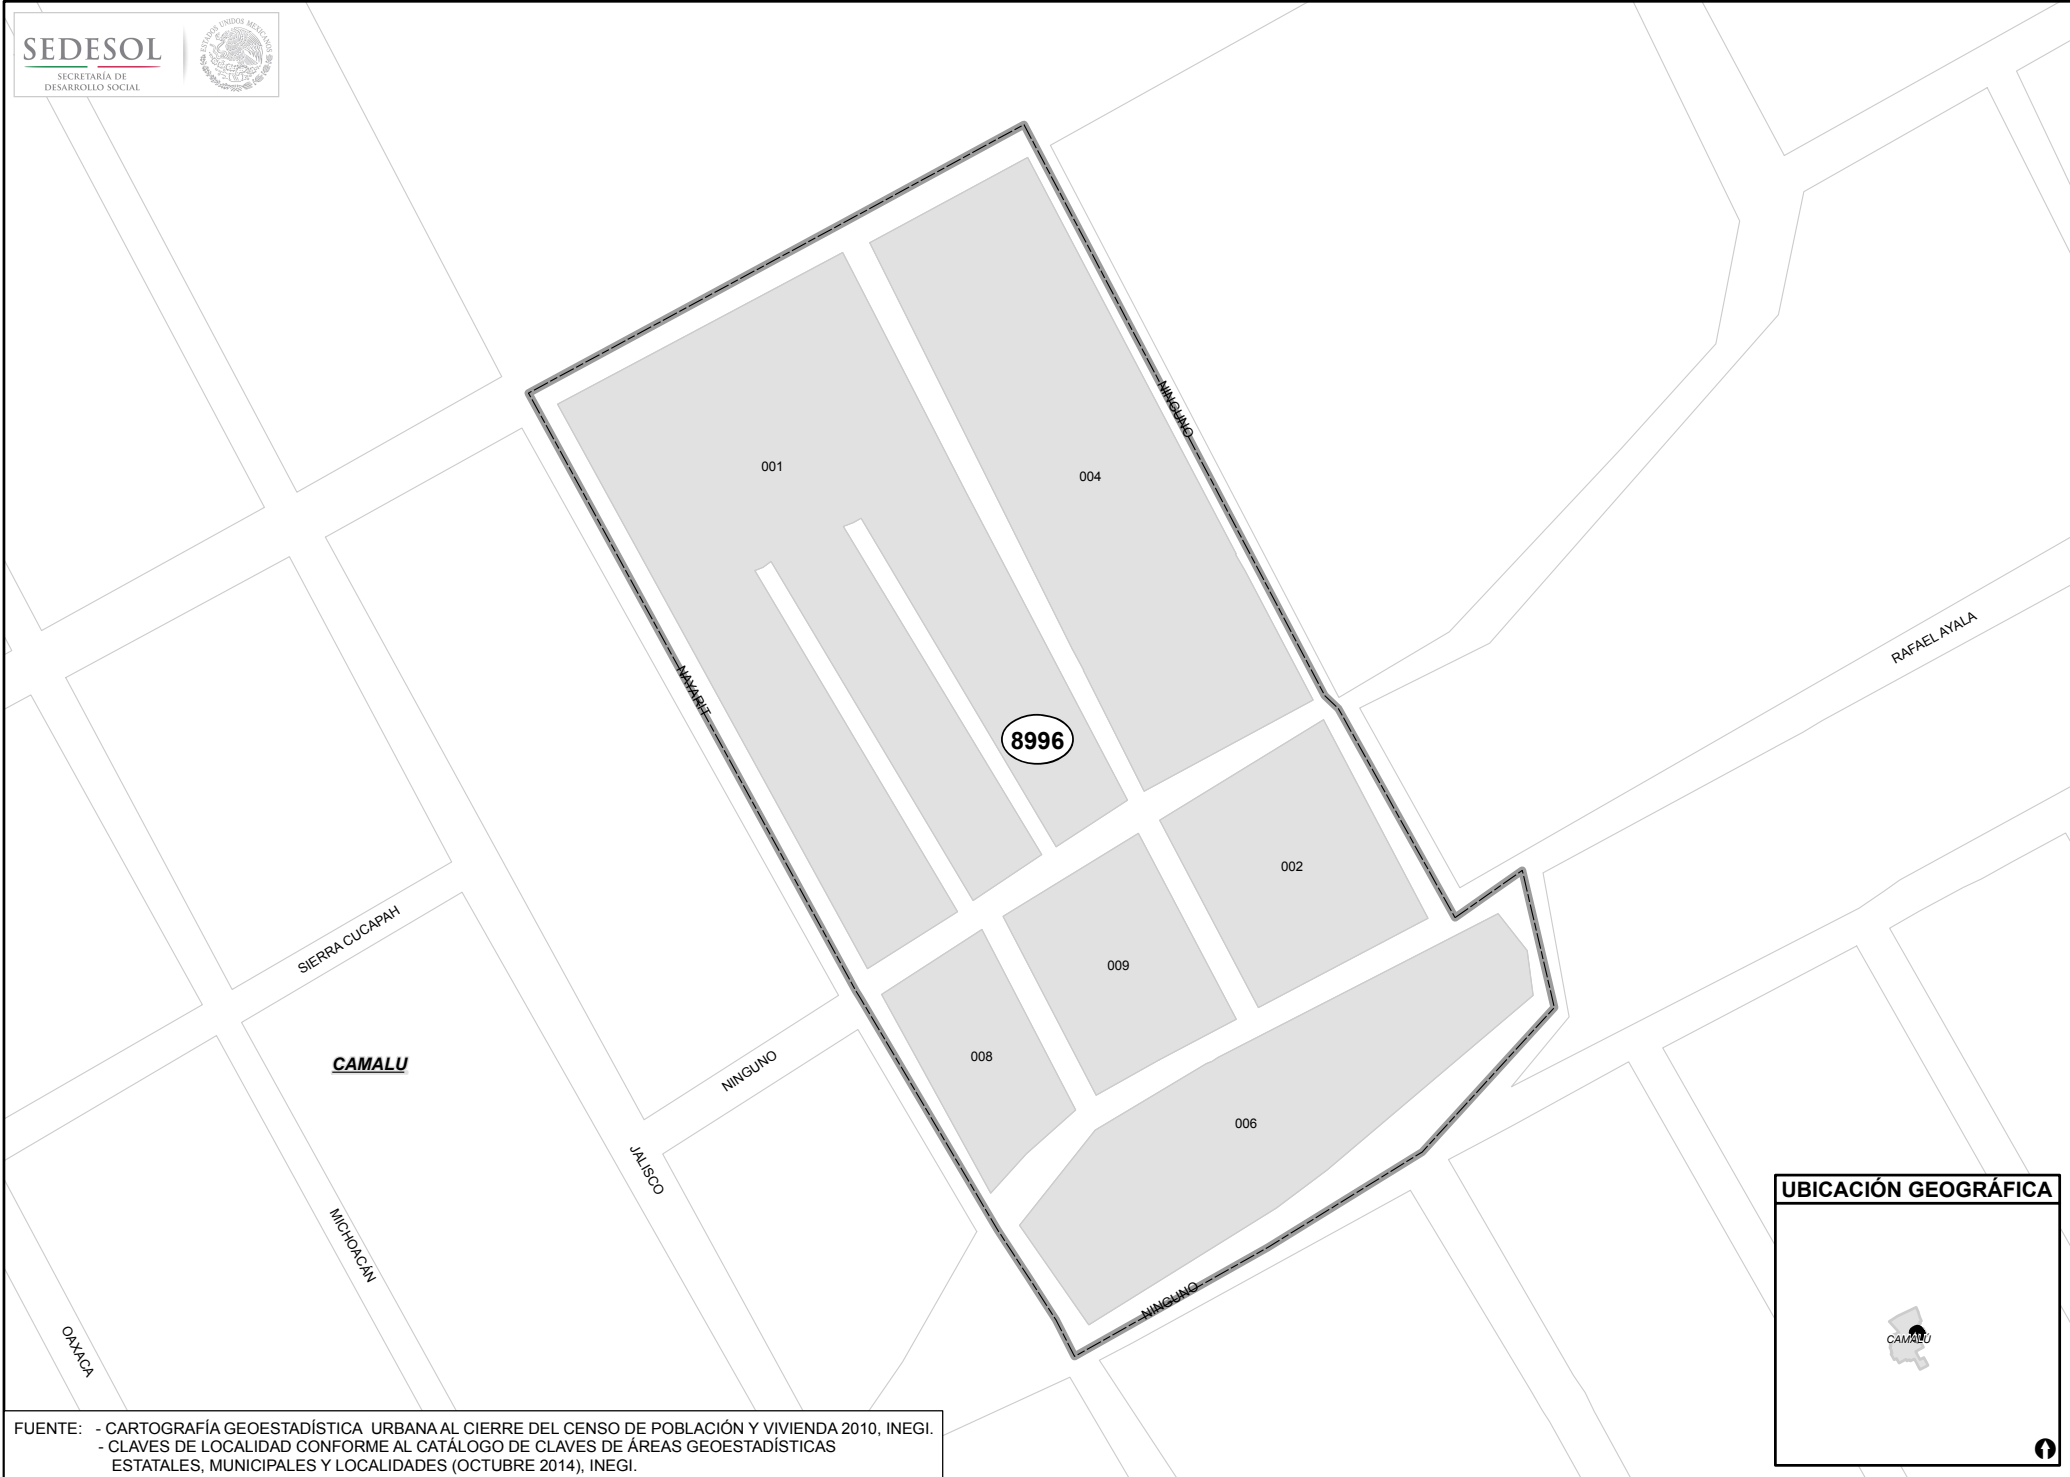 SEDESOL
SECRETARÍA DE
DESARROLLO SOCIAL
ESTADOS UNIDOS MEXICANOS
001
004
NINGUNO
NAYARIT
8996
RAFAEL AYALA
002
009
008
006
SIERRA CUCAPAH
CAMALU
NINGUNO
JALISCO
MICHOACÁN
OAXACA
NINGUNO
UBICACIÓN GEOGRÁFICA
CAMALÚ
FUENTE: - CARTOGRAFÍA GEOESTADÍSTICA URBANA AL CIERRE DEL CENSO DE POBLACIÓN Y VIVIENDA 2010, INEGI.
- CLAVES DE LOCALIDAD CONFORME AL CATÁLOGO DE CLAVES DE ÁREAS GEOESTADÍSTICAS
ESTATALES, MUNICIPALES Y LOCALIDADES (OCTUBRE 2014), INEGI.